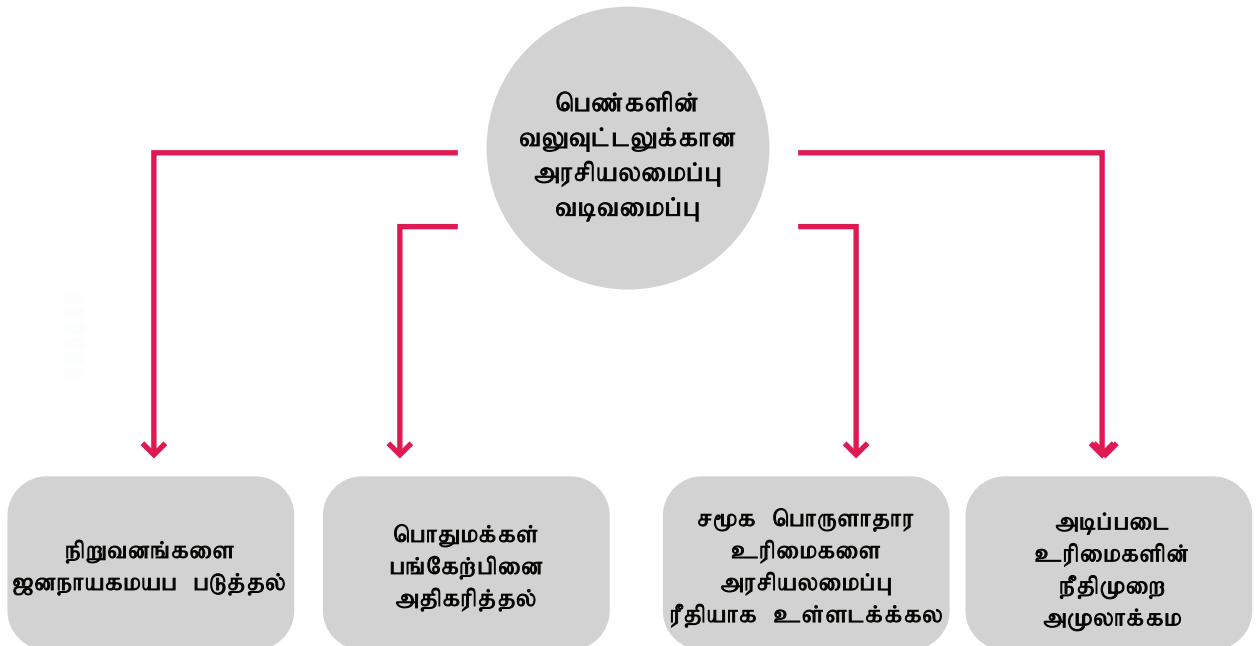 பெண்களின்
வலுவுட்டலுக்கான
அரசியலமைப்பு
வடிவமைப்பு
நிறுவனங்களை
ஜனநாயகமயப படுத்தல்
பொதுமக்கள்
பங்கேற்பினை
அதிகரித்தல்
சமூக பொருளாதார
உரிமைகளை
அரசியலமைப்பு
ரீதியாக உள்ளடக்க்கல
அடிப்படை
உரிமைகளின்
நீதிமுறை
அமுலாக்கம